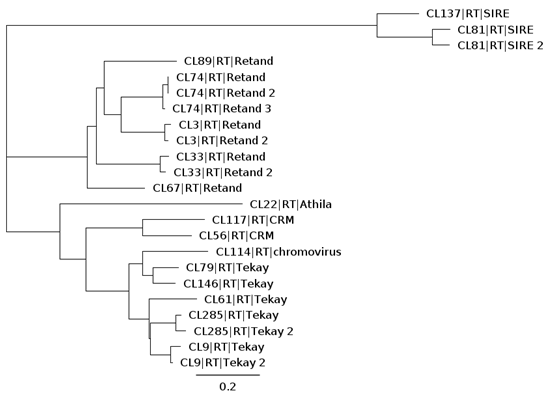 CL137|RT|SIRE
CL81|RT|SIRE
CL81|RT|SIRE 2
CL89|RT|Retand
CL74|RT|Retand
CL74|RT|Retand 2
CL74|RT|Retand 3
CL3|RT|Retand
CL3|RT|Retand 2
CL33|RT|Retand
CL33|RT|Retand 2
CL67|RT|Retand
CL22|RT|Athila
CL117|RT|CRM
CL56|RT|CRM
CL114|RT|chromovirus
CL79|RT|Tekay
CL146|RT|Tekay
CL61|RT|Tekay
CL285|RT|Tekay
CL285|RT|Tekay 2
CL9|RT|Tekay
CL9|RT|Tekay 2
0.2